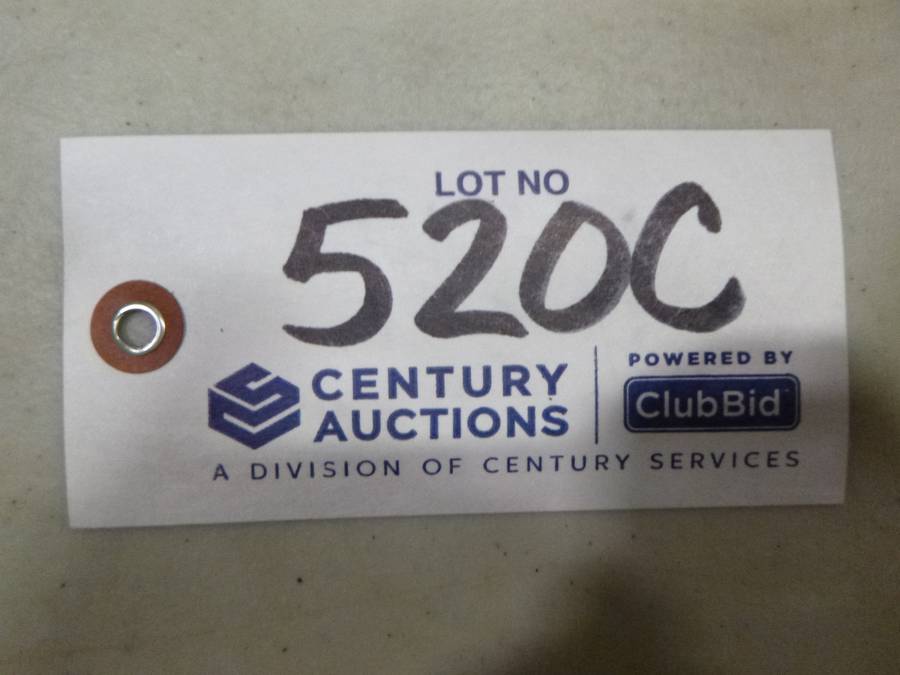 LOT NO
520C
CENTURY
AUCTIONS
POWERED BY
ClubBid
A DIVISION OF CENTURY SERVICES